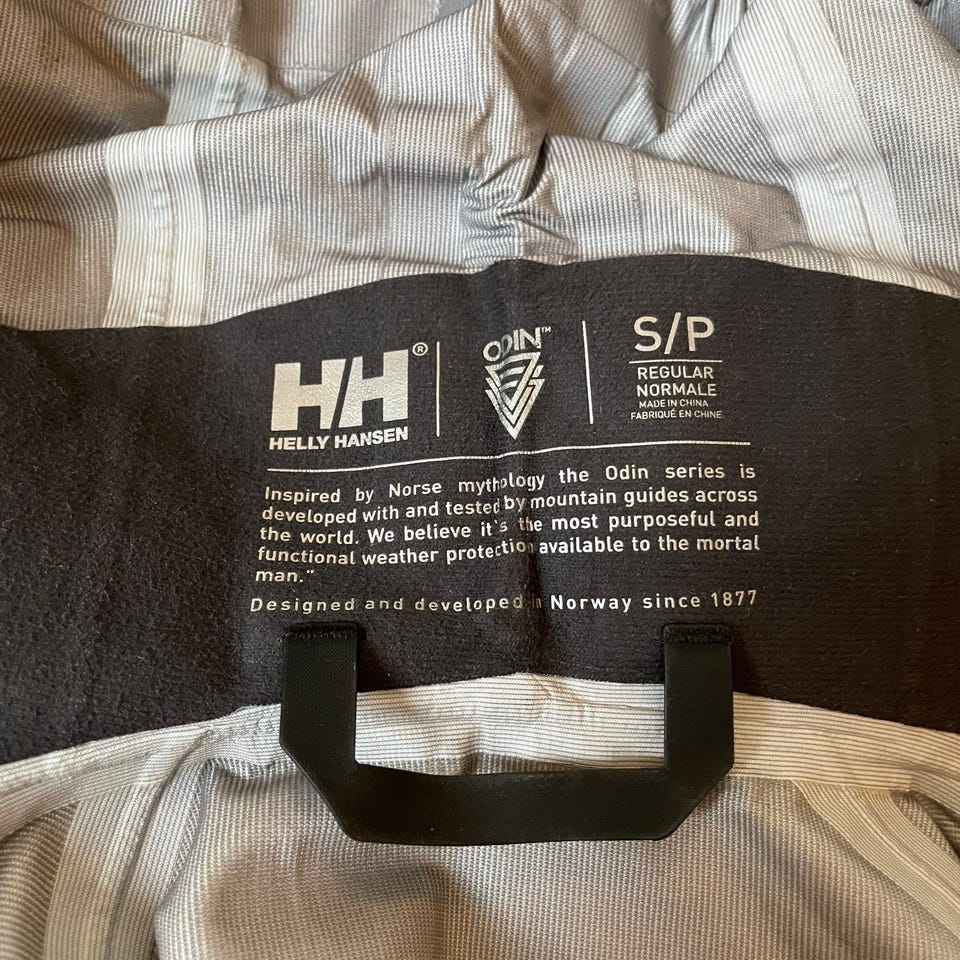 HH®
HELLY HANSEN
ODIN™
S/P
REGULAR
NORMALE
MADE IN CHINA
FABRIQUÉ EN CHINE
Inspired by Norse mythology the Odin series is
developed with and tested by mountain guides across
the world. We believe it's the most purposeful and
functional weather protection available to the mortal
man."
Designed and developed in Norway since 1877